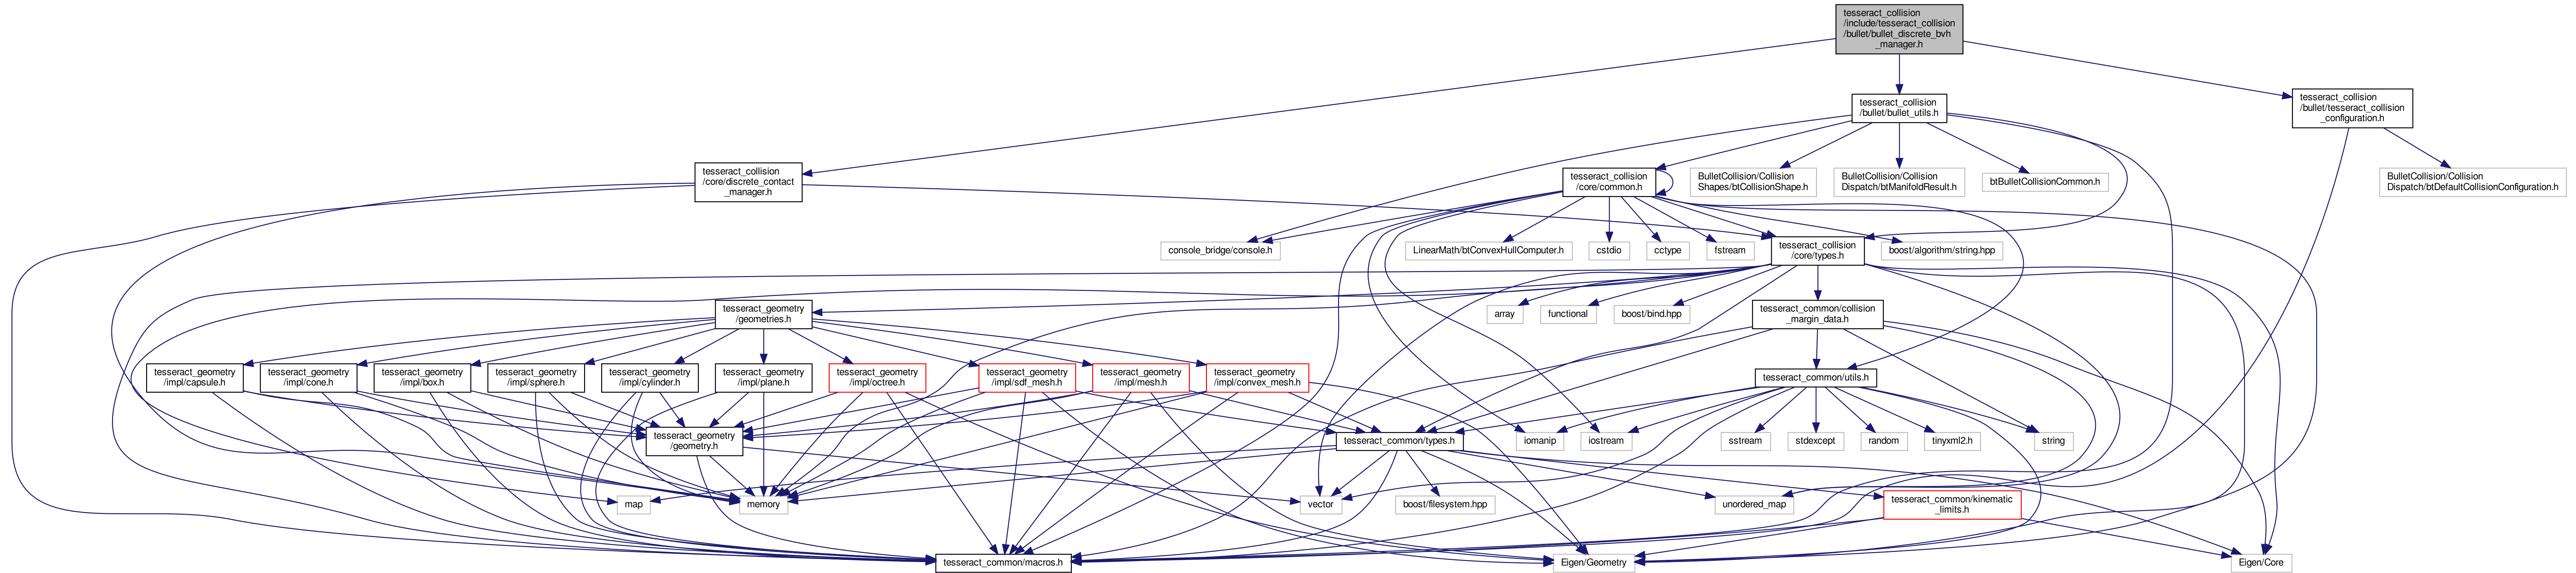 tesseract_collision
/include/tesseract_collision
/bullet/bullet_discrete_bvh
_manager.h
tesseract_collision
/bullet/bullet_utils.h
tesseract_collision
/bullet/tesseract_collision
_configuration.h
tesseract_collision
/core/discrete_contact
_manager.h
tesseract_collision
/core/common.h
BulletCollision/Collision
Shapes/btCollisionShape.h
BulletCollision/Collision
Dispatch/btManifoldResult.h
btBulletCollisionCommon.h
BulletCollision/Collision
Dispatch/btDefaultCollisionConfiguration.h
console_bridge/console.h
LinearMath/btConvexHullComputer.h
cstdio
cctype
fstream
tesseract_collision
/core/types.h
boost/algorithm/string.hpp
tesseract_geometry
/geometries.h
array
functional
boost/bind.hpp
tesseract_common/collision
_margin_data.h
tesseract_geometry
/impl/capsule.h
tesseract_geometry
/impl/cone.h
tesseract_geometry
/impl/box.h
tesseract_geometry
/impl/sphere.h
tesseract_geometry
/impl/cylinder.h
tesseract_geometry
/impl/plane.h
tesseract_geometry
/impl/octree.h
tesseract_geometry
/impl/sdf_mesh.h
tesseract_geometry
/impl/mesh.h
tesseract_geometry
/impl/convex_mesh.h
tesseract_common/utils.h
tesseract_geometry
/geometry.h
tesseract_common/types.h
iomanip
iostream
sstream
stdexcept
random
tinyxml2.h
string
map
memory
vector
boost/filesystem.hpp
unordered_map
tesseract_common/kinematic
_limits.h
tesseract_common/macros.h
Eigen/Geometry
Eigen/Core